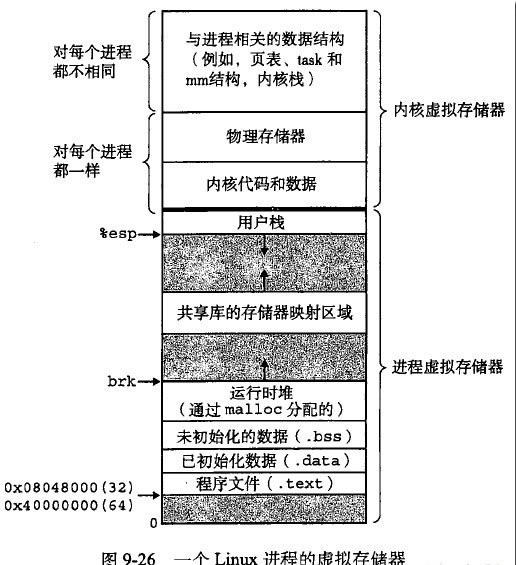 对每个进程
都不相同
与进程相关的数据结构
(例如，页表、task 和
mm结构，内核栈)
对每个进程
都一样
物理存储器
内核代码和数据
内核虚拟存储器
用户栈
%esp
共享库的存储器映射区域
进程虚拟存储器
brk
运行时堆
(通过 malloc 分配的)
未初始化的数据 (.bss)
已初始化数据 (.data)
程序文件 (.text)
0x08048000(32)
0x40000000(64)
0
图 9-26 一个 Linux 进程的虚拟存储器